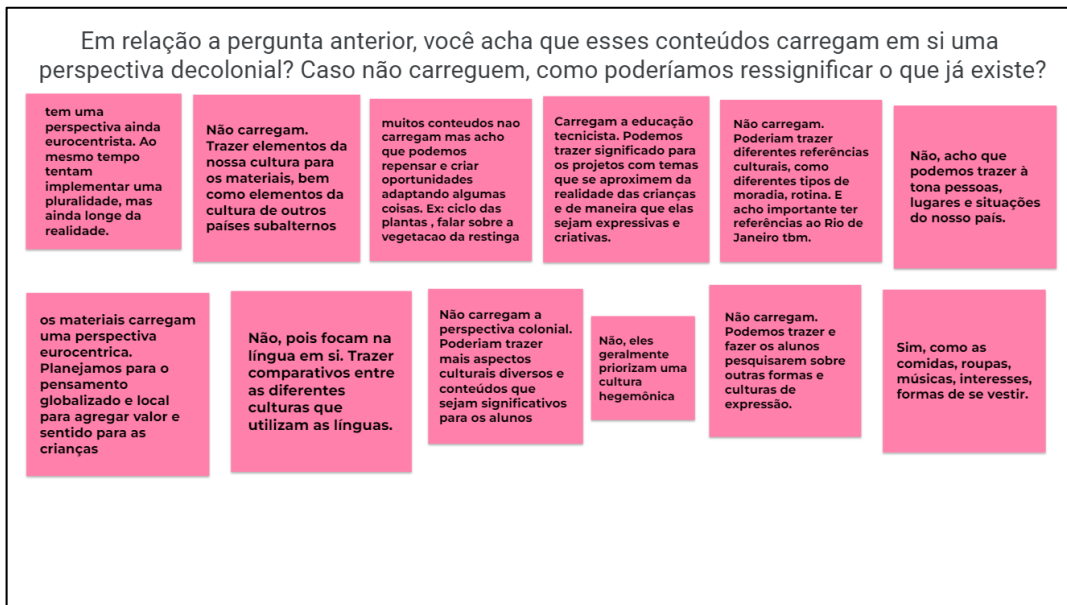 Em relação a pergunta anterior, você acha que esses conteúdos carregam em si uma
perspectiva decolonial? Caso não carreguem, como poderíamos ressignificar o que já existe?
tem uma
perspectiva ainda
eurocentrista. Ao
mesmo tempo
tentam
implementar uma
pluralidade, mas
ainda longe da
realidade.
Não carregam.
Trazer elementos da
nossa cultura para
os materiais, bem
como elementos da
cultura de outros
países subalternos
muitos conteudos nao
carregam mas acho
que podemos
repensar e criar
oportunidades
adaptando algumas
coisas. Ex: ciclo das
plantas , falar sobre a
vegetacao da restinga
Carregam a educação
tecnicista. Podemos
trazer significado para
os projetos com temas
que se aproximem da
realidade das crianças
e de maneira que elas
sejam expressivas e
criativas.
Não carregam.
Poderiam trazer
diferentes referências
culturais, como
diferentes tipos de
moradia, rotina. E
acho importante ter
referências ao Rio de
Janeiro tbm.
Não, acho que
podemos trazer à
tona pessoas,
lugares e situações
do nosso país.
os materiais carregam
uma perspectiva
eurocentrica.
Planejamos para o
pensamento
globalizado e local
para agregar valor e
sentido para as
crianças
Não, pois focam na
língua em si. Trazer
comparativos entre
as diferentes
culturas que
utilizam as línguas.
Não carregam a
perspectiva colonial.
Poderiam trazer
mais aspectos
culturais diversos e
conteúdos que
sejam significativos
para os alunos
Não, eles
geralmente
priorizam uma
cultura
hegemônica
Não carregam.
Podemos trazer e
fazer os alunos
pesquisarem sobre
outras formas e
culturas de
expressão.
Sim, como as
comidas, roupas,
músicas, interesses,
formas de se vestir.